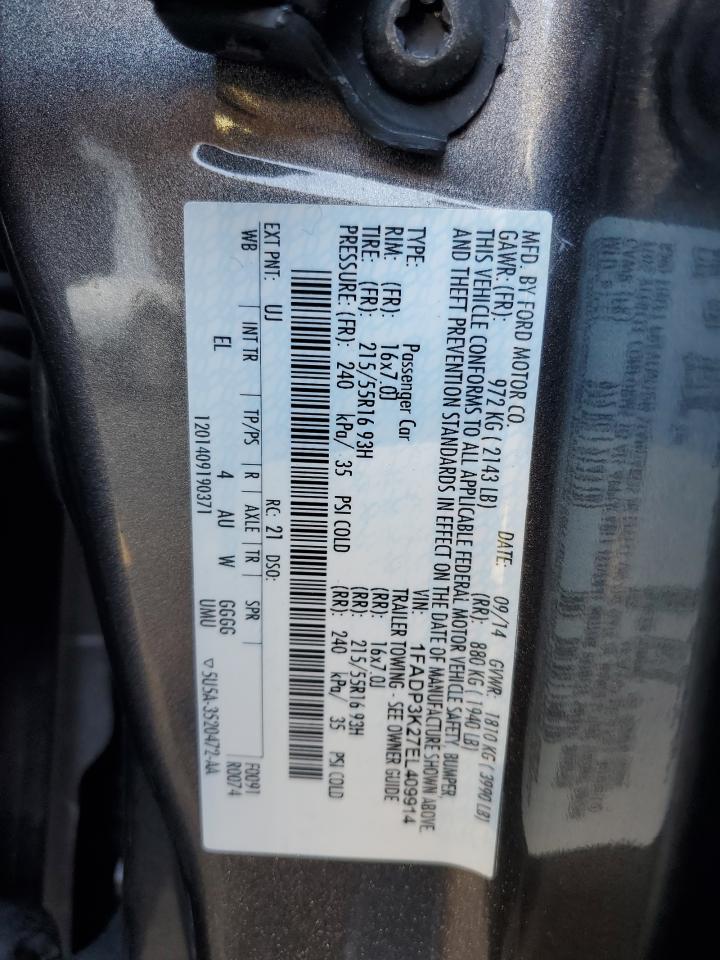 MFD. BY FORD MOTOR CO. DATE: 09/14 GVWR: 1810 KG ( 3990 LB)
GAWR: (FR): 972 KG ( 2143 LB) (RR): 880 KG ( 1940 LB)
THIS VEHICLE CONFORMS TO ALL APPLICABLE FEDERAL MOTOR VEHICLE SAFETY, BUMPER,
AND THEFT PREVENTION STANDARDS IN EFFECT ON THE DATE OF MANUFACTURE SHOWN ABOVE.
VIN: 1FADP3K27EL409914
TYPE: Passenger Car TRAILER TOWING - SEE OWNER GUIDE
RIM: (FR): 16x7.0J (RR): 16x7.0J
TIRE: (FR): 215/55R16 93H (RR): 215/55R16 93H
PRESSURE: (FR): 240 kPa/ 35 PSI COLD (RR): 240 kPa/ 35 PSI COLD
EXT PNT: UJ RC: 21 DSO: F0091
WB INT TR TP/PS R AXLE TR SPR R0074
EL 4 AU W GGGG
UMU
1201409190371 ▽ 5U5A-3520472-AA